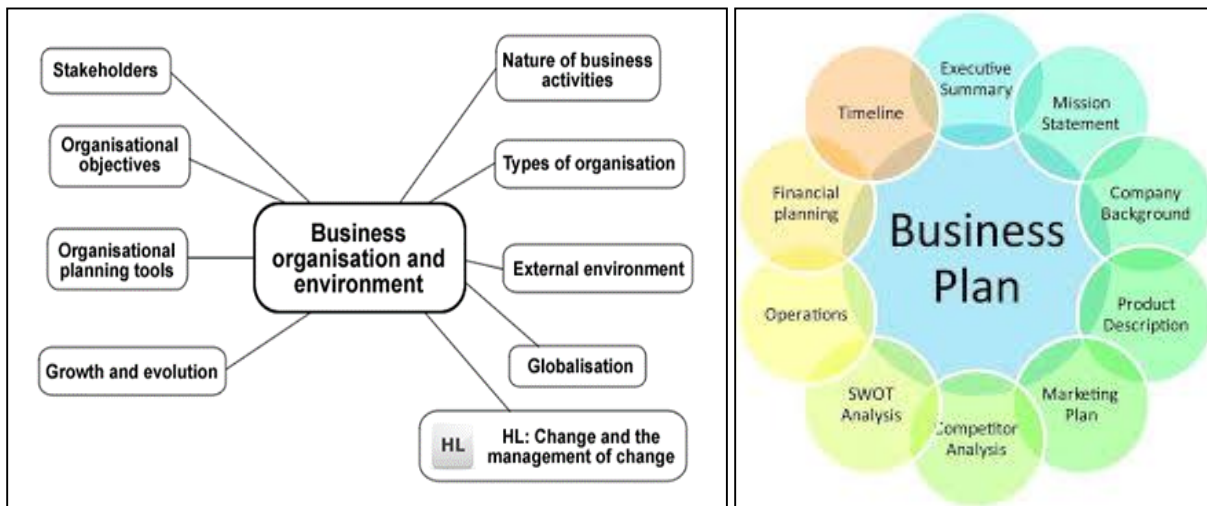 Stakeholders
Organisational
objectives
Organisational
planning tools
Growth and evolution
Business
organisation and
environment
Nature of business
activities
Types of organisation
External environment
Globalisation
HL
HL: Change and the
management of change
Business
Plan
Executive
Summary
Mission
Statement
Company
Background
Product
Description
Marketing
Plan
Competitor
Analysis
SWOT
Analysis
Operations
Financial
planning
Timeline